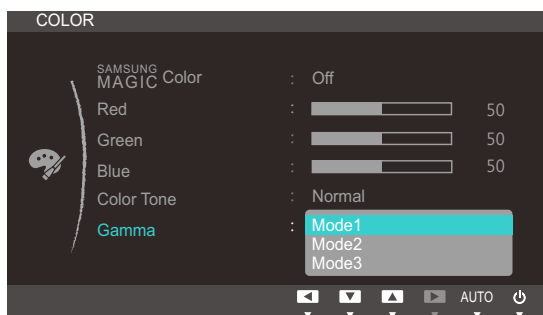 COLOR
SAMSUNG MAGIC Color : Off
Red : 50
Green : 50
Blue : 50
Color Tone : Normal
Gamma : Mode1
Mode2
Mode3
AUTO